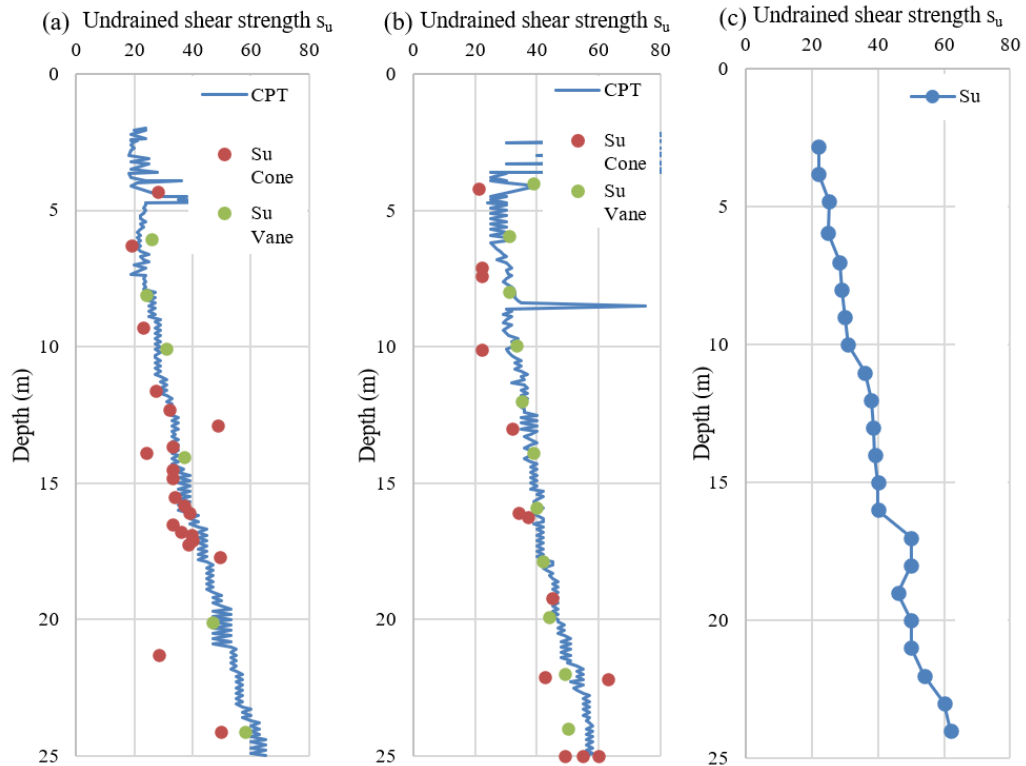 (a) Undrained shear strength su
0 20 40 60 80
0
5
10
15
20
25
Depth (m)
CPT
Su
Cone
Su
Vane
(b) Undrained shear strength su
0 20 40 60 80
0
5
10
15
20
25
Depth (m)
CPT
Su
Cone
Su
Vane
(c) Undrained shear strength su
0 20 40 60 80
0
5
10
15
20
25
Depth (m)
Su